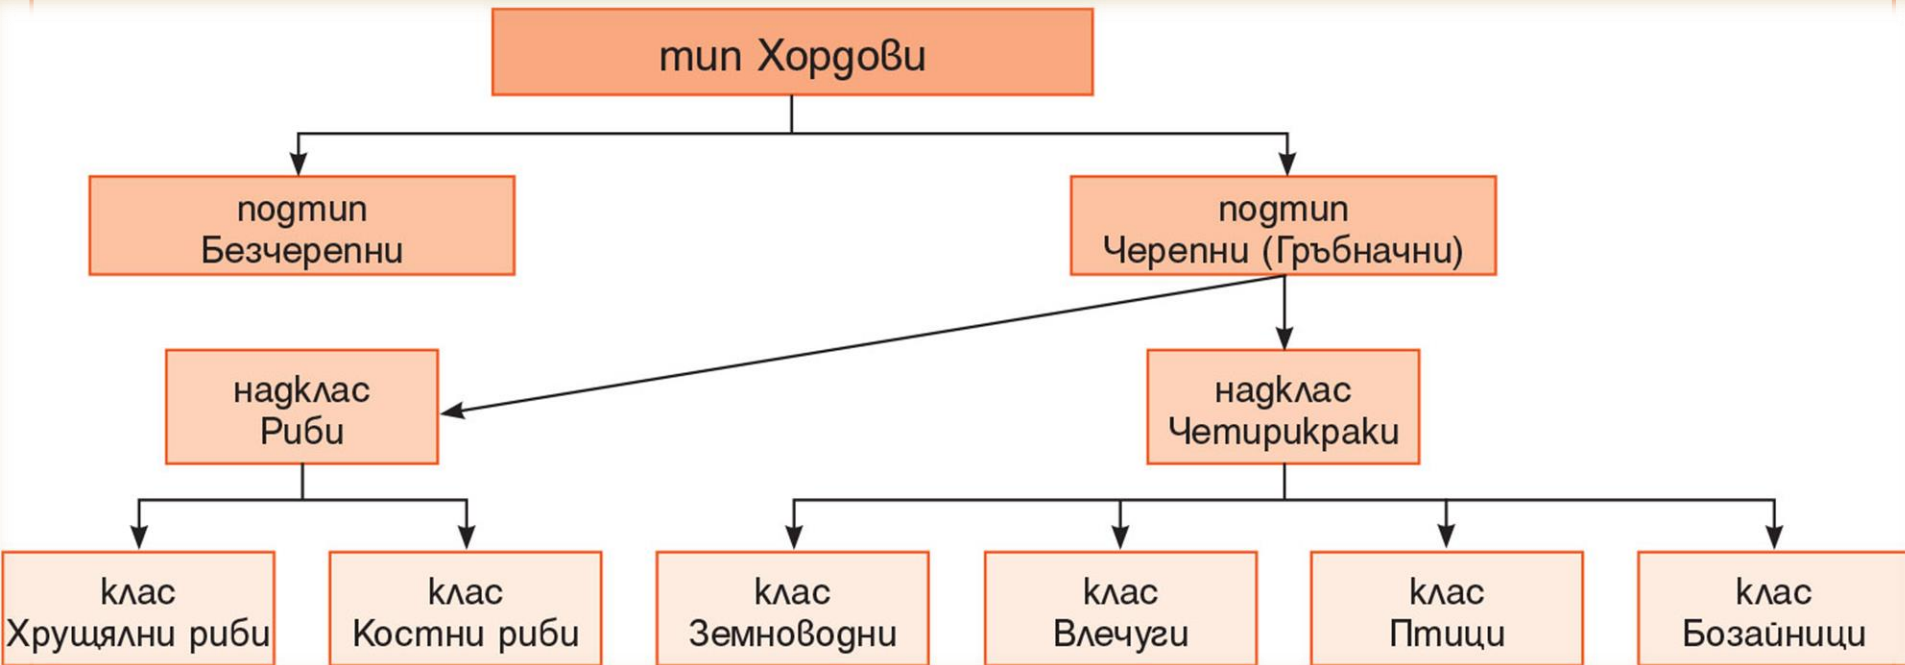 тип Хордови
подтип
Безчерепни
подтип
Черепни (Гръбначни)
надклас
Риби
надклас
Четирикраки
клас
Хрущялни риби
клас
Костни риби
клас
Земноводни
клас
Влечуги
клас
Птици
клас
Бозайници